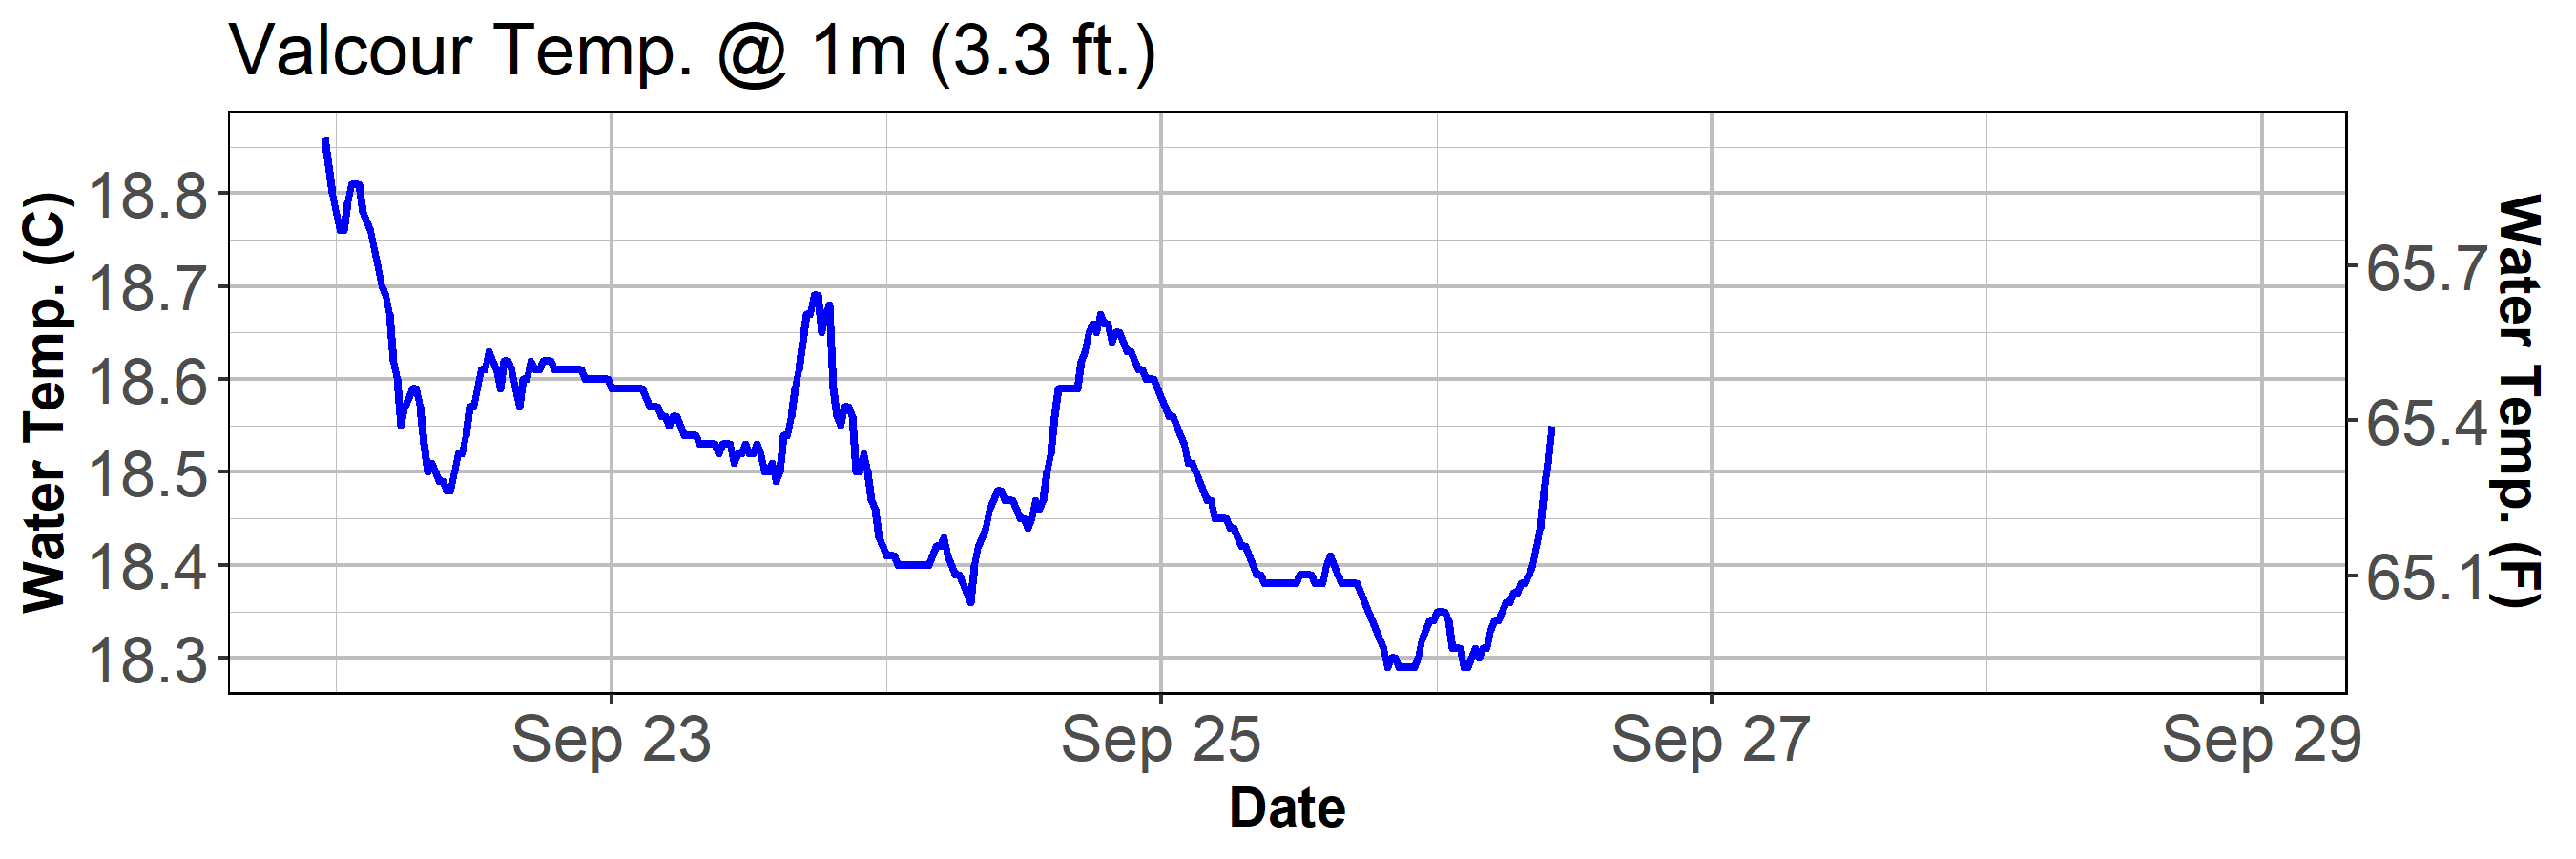 Valcour Temp. @ 1m (3.3 ft.)
Water Temp. (C)
18.8
18.7
18.6
18.5
18.4
18.3
65.7
65.4
65.1
Water Temp. (F)
Sep 23 Sep 25 Sep 27 Sep 29
Date